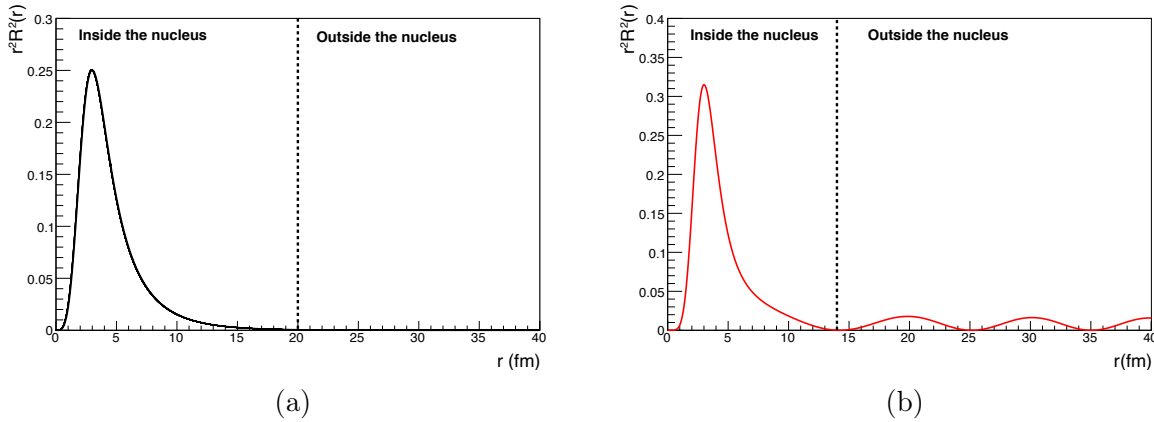 r²R²(r)
0.3
0.25
0.2
0.15
0.1
0.05
0
Inside the nucleus
Outside the nucleus
0 5 10 15 20 25 30 35 40
r (fm)
(a)
r²R²(r)
0.4
0.35
0.3
0.25
0.2
0.15
0.1
0.05
0
Inside the nucleus
Outside the nucleus
0 5 10 15 20 25 30 35 40
r(fm)
(b)